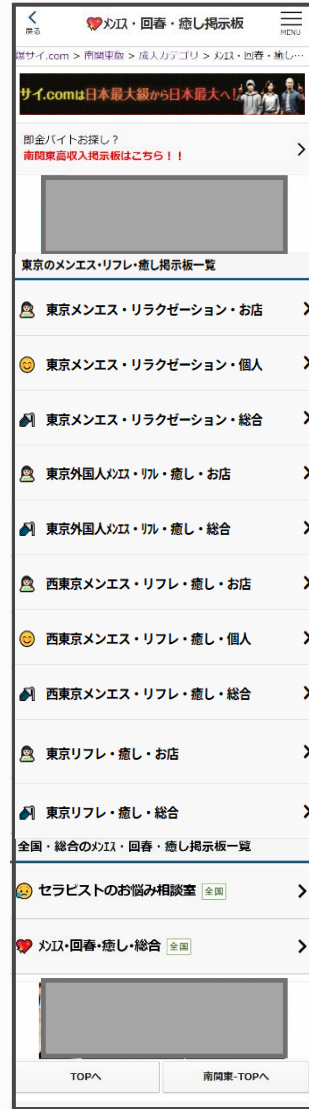 戻る
メンエス・回春・癒し掲示板
MENU
サイ.com > 南関東版 > 成人カテゴリ > メンエス・回春・癒し…
サイ.comは日本最大級から日本最大へ!
即金バイトお探し？
南関東高収入掲示板はこちら！！
東京のメンエス・リフレ・癒し掲示板一覧
東京メンエス・リラクゼーション・お店
東京メンエス・リラクゼーション・個人
東京メンエス・リラクゼーション・総合
東京外国人メンエス・リフレ・癒し・お店
東京外国人メンエス・リフレ・癒し・総合
西東京メンエス・リフレ・癒し・お店
西東京メンエス・リフレ・癒し・個人
西東京メンエス・リフレ・癒し・総合
東京リフレ・癒し・お店
東京リフレ・癒し・総合
全国・総合のメンエス・回春・癒し掲示板一覧
セラピストのお悩み相談室 全国
メンエス・回春・癒し・総合 全国
TOPへ
南関東-TOPへ